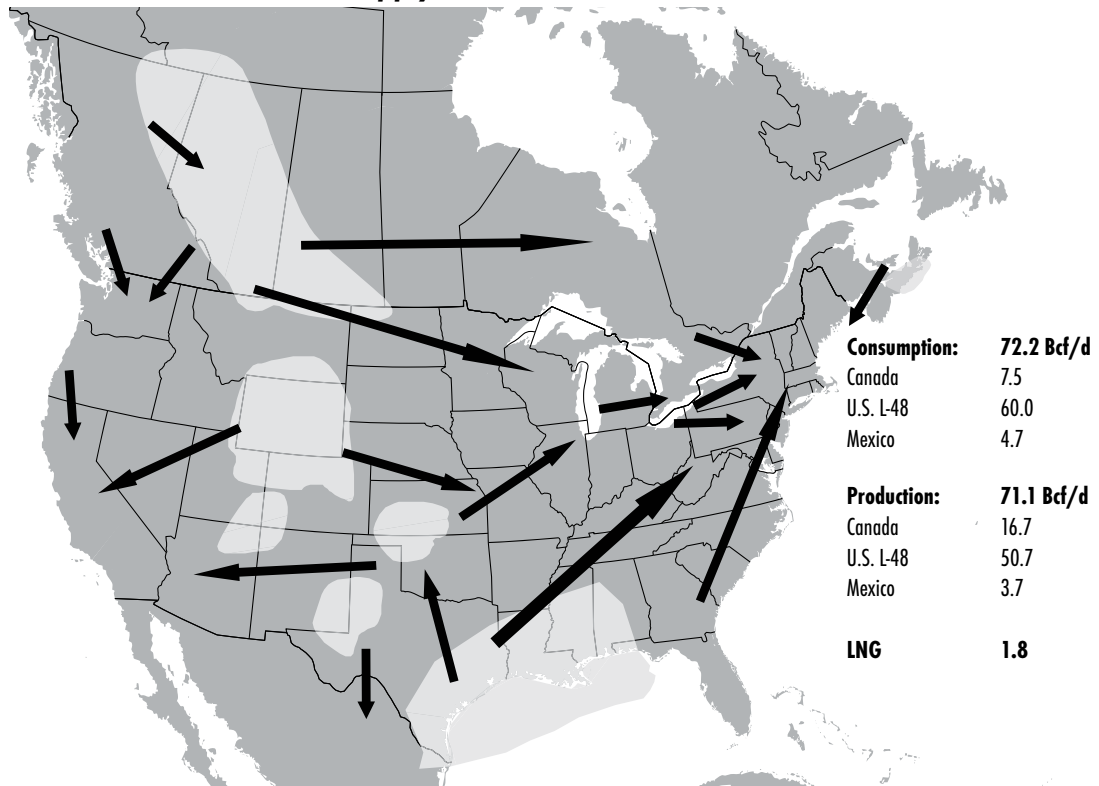 Consumption: 72.2 Bcf/d
Canada 7.5
U.S. L-48 60.0
Mexico 4.7
Production: 71.1 Bcf/d
Canada 16.7
U.S. L-48 50.7
Mexico 3.7
LNG 1.8